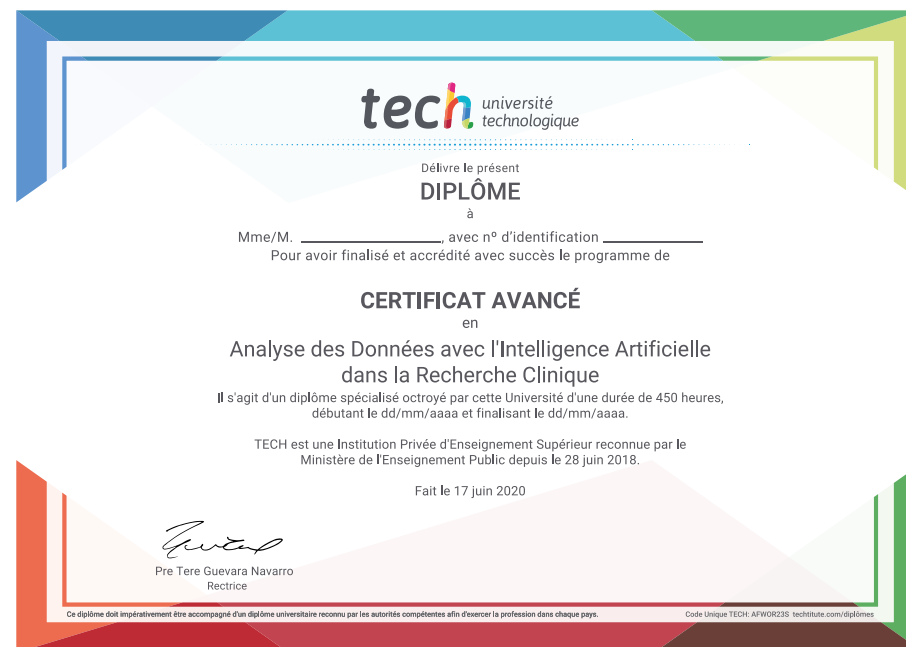 tech université
technologique
Délivre le présent
DIPLÔME
à
Mme/M. ____________________, avec nº d'identification ______________
Pour avoir finalisé et accrédité avec succès le programme de
CERTIFICAT AVANCÉ
en
Analyse des Données avec l'Intelligence Artificielle
dans la Recherche Clinique
Il s'agit d'un diplôme spécialisé octroyé par cette Université d'une durée de 450 heures,
débutant le dd/mm/aaaa et finalisant le dd/mm/aaaa.
TECH est une Institution Privée d'Enseignement Supérieur reconnue par le
Ministère de l'Enseignement Public depuis le 28 juin 2018.
Fait le 17 juin 2020
Pre Tere Guevara Navarro
Rectrice
Ce diplôme doit impérativement être accompagné d'un diplôme universitaire reconnu par les autorités compétentes afin d'exercer la profession dans chaque pays.
Code Unique TECH: AFWOR23S techtitute.com/diplômes